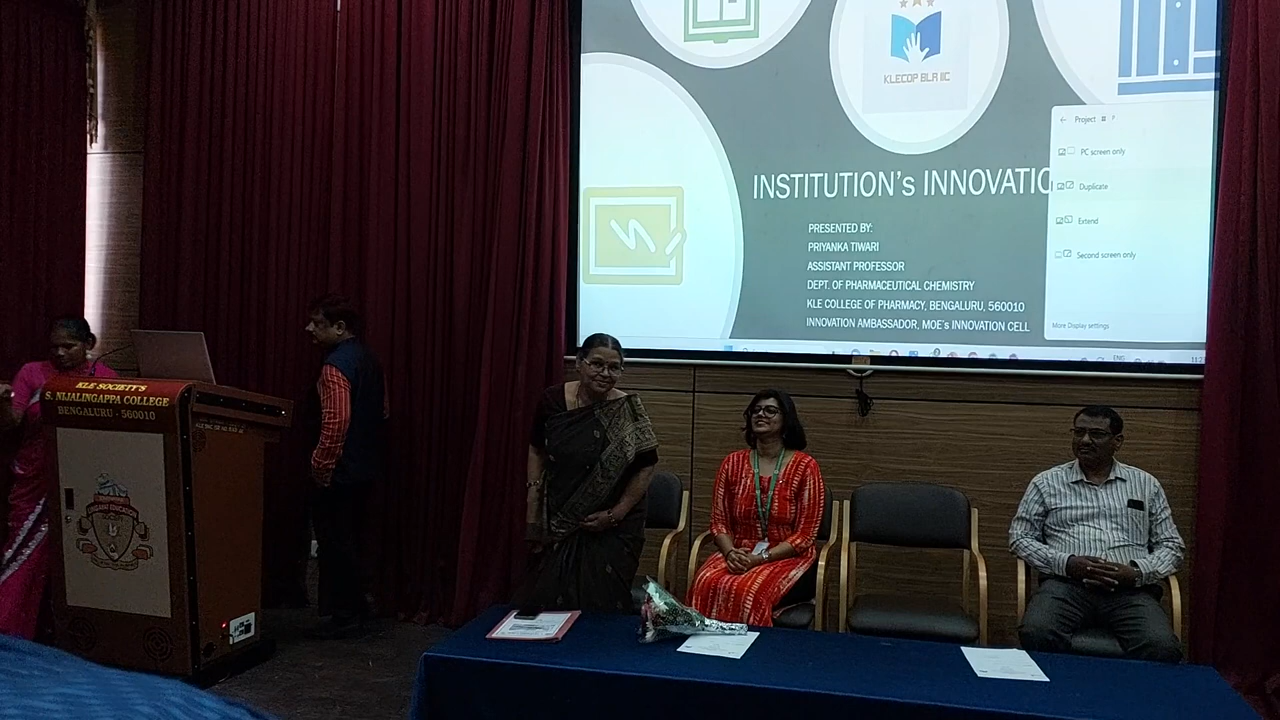 KLECOP BLR IIC
INSTITUTION's INNOVATIO
PRESENTED BY:
PRIYANKA TIWARI
ASSISTANT PROFESSOR
DEPT. OF PHARMACEUTICAL CHEMISTRY
KLE COLLEGE OF PHARMACY, BENGALURU, 560010
INNOVATION AMBASSADOR, MOE's INNOVATION CELL
Project
PC screen only
Duplicate
Extend
Second screen only
More Display settings
ENG
KLE SOCIETY'S
S. NIJALINGAPPA COLLEGE
BENGALURU - 560010